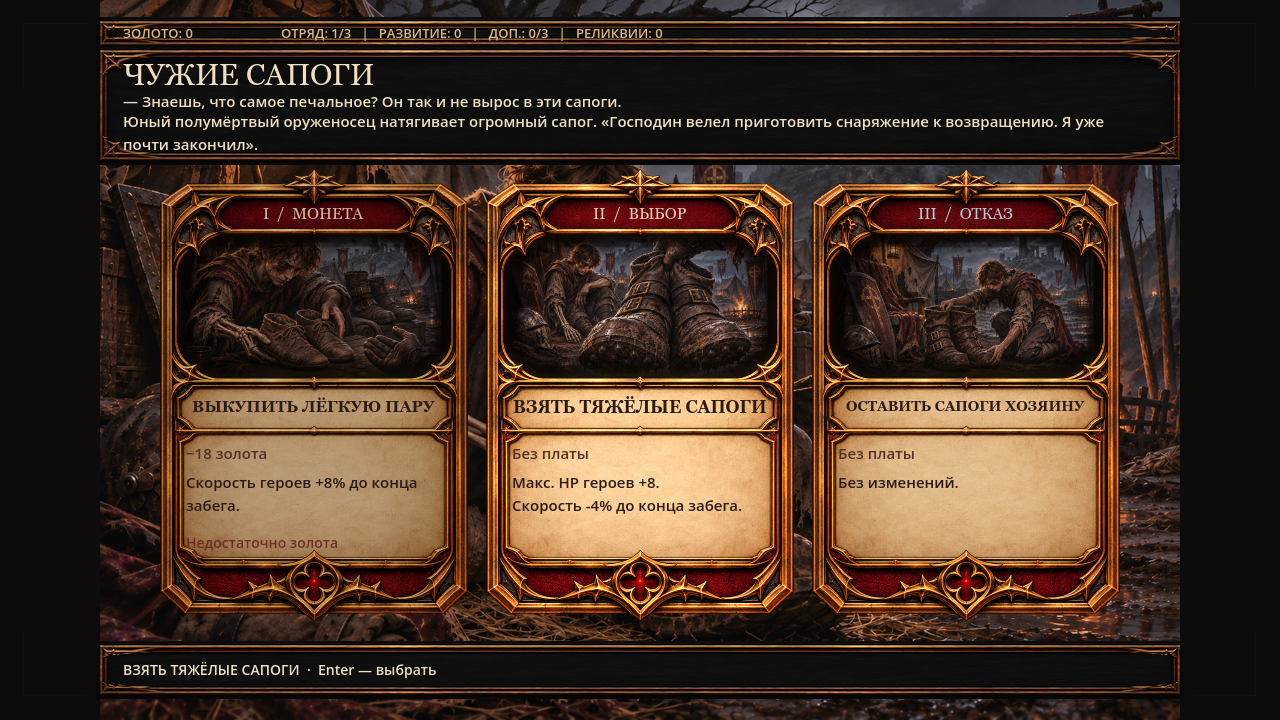 ЗОЛОТО: 0 ОТРЯД: 1/3 | РАЗВИТИЕ: 0 | ДОП.: 0/3 | РЕЛИКВИИ: 0
ЧУЖИЕ САПОГИ
— Знаешь, что самое печальное? Он так и не вырос в эти сапоги.
Юный полумёртвый оруженосец натягивает огромный сапог. «Господин велел приготовить снаряжение к возвращению. Я уже
почти закончил».
I / МОНЕТА
ВЫКУПИТЬ ЛЁГКУЮ ПАРУ
−18 золота
Скорость героев +8% до конца
забега.
Недостаточно золота
II / ВЫБОР
ВЗЯТЬ ТЯЖЁЛЫЕ САПОГИ
Без платы
Макс. HP героев +8.
Скорость -4% до конца забега.
III / ОТКАЗ
ОСТАВИТЬ САПОГИ ХОЗЯИНУ
Без платы
Без изменений.
ВЗЯТЬ ТЯЖЁЛЫЕ САПОГИ · Enter — выбрать